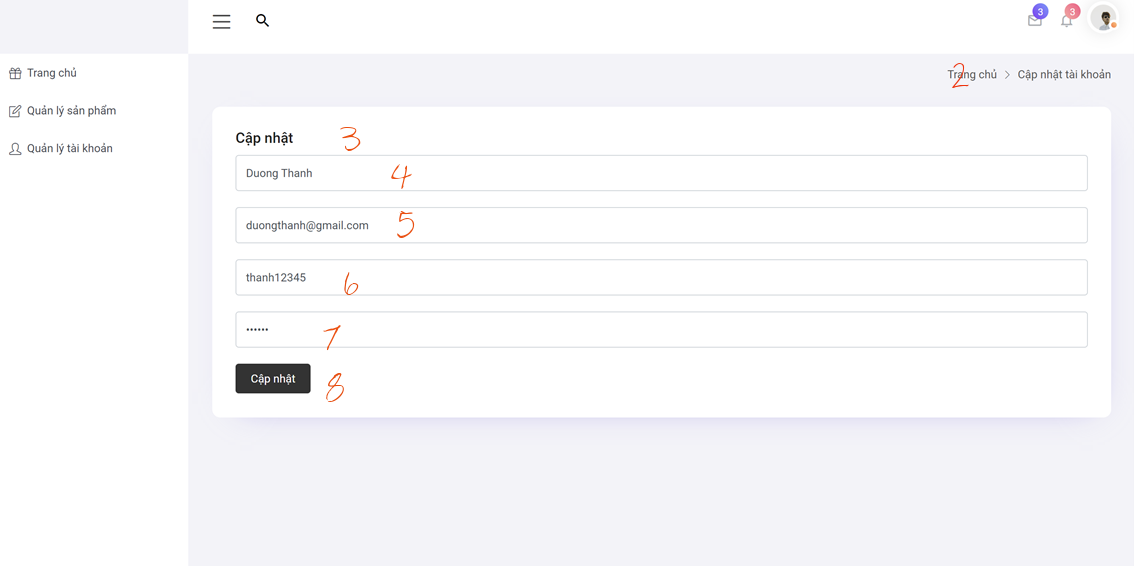 3 3
Trang chủ
Quản lý sản phẩm
Quản lý tài khoản
Trang chủ > Cập nhật tài khoản
2
Cập nhật 3
Duong Thanh 4
duongthanh@gmail.com 5
thanh12345 6
•••••• 7
Cập nhật 8